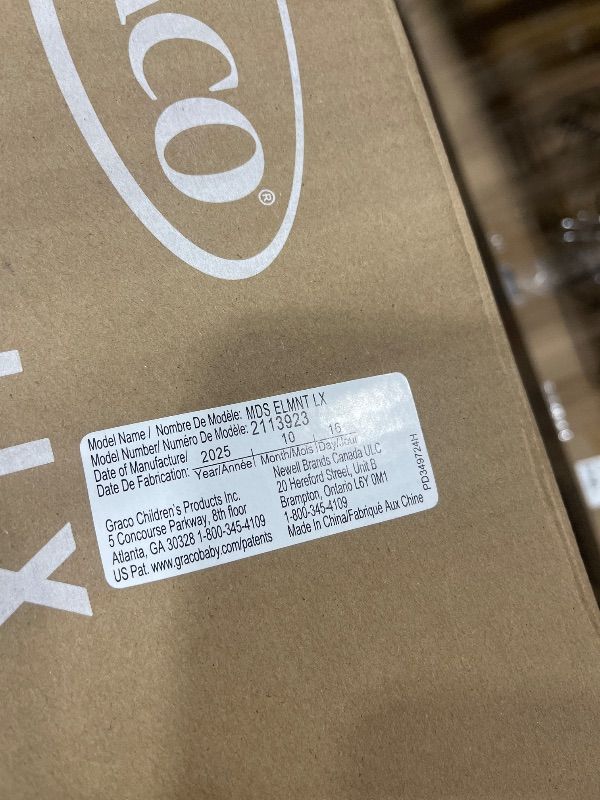 ACO®
LX
Model Name / Nombre De Modèle: MDS ELMNT LX
Model Number/ Numéro De Modèle: 2113923
Date of Manufacture/ 2025 10 16
Date De Fabrication: Year/Année Month/Mois Day/Jour
Graco Children's Products Inc.
5 Concourse Parkway, 8th floor
Atlanta, GA 30328 1-800-345-4109
US Pat. www.gracobaby.com/patents
Newell Brands Canada ULC
20 Hereford Street, Unit B
Brampton, Ontario L6Y 0M1
1-800-345-4109
Made In China/Fabriqué Aux Chine
PD349724H